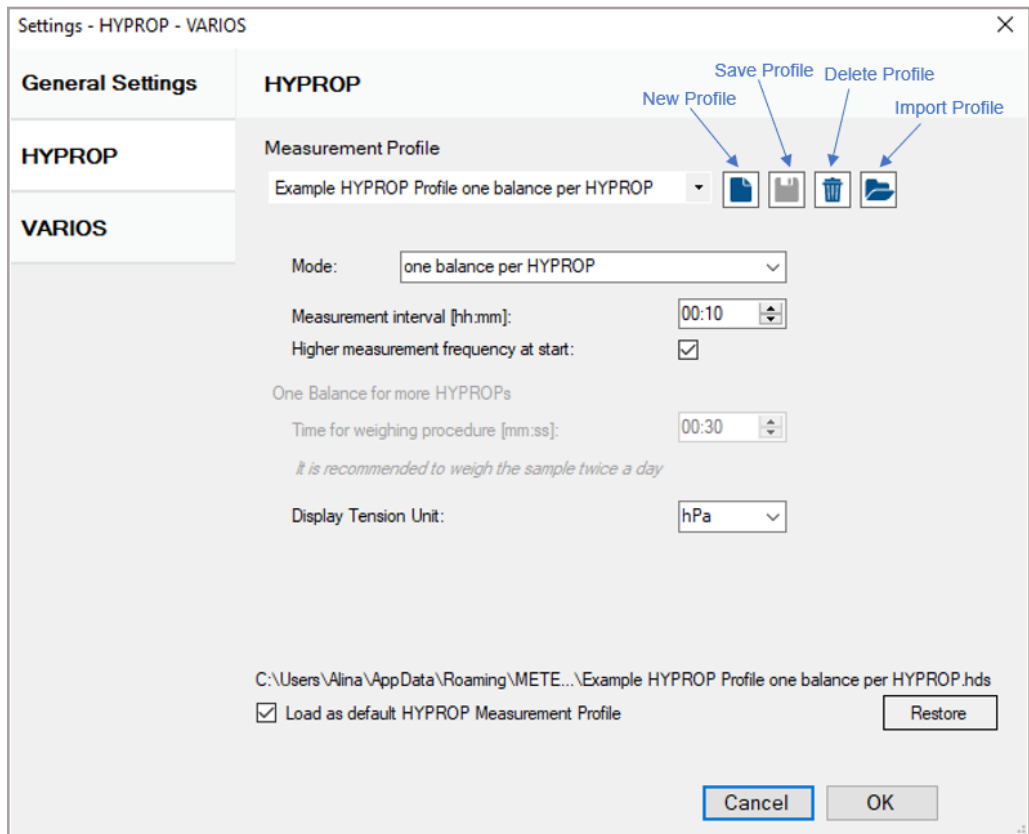 Settings - HYPROP - VARIOS
General Settings
HYPROP
VARIOS
HYPROP
Save Profile
Delete Profile
New Profile
Import Profile
Measurement Profile
Example HYPROP Profile one balance per HYPROP
Mode: one balance per HYPROP
Measurement interval [hh:mm]: 00:10
Higher measurement frequency at start:
One Balance for more HYPROPs
Time for weighing procedure [mm:ss]: 00:30
It is recommended to weigh the sample twice a day
Display Tension Unit: hPa
C:\Users\Alina\AppData\Roaming\METE...\Example HYPROP Profile one balance per HYPROP.hds
Load as default HYPROP Measurement Profile
Restore
Cancel
OK